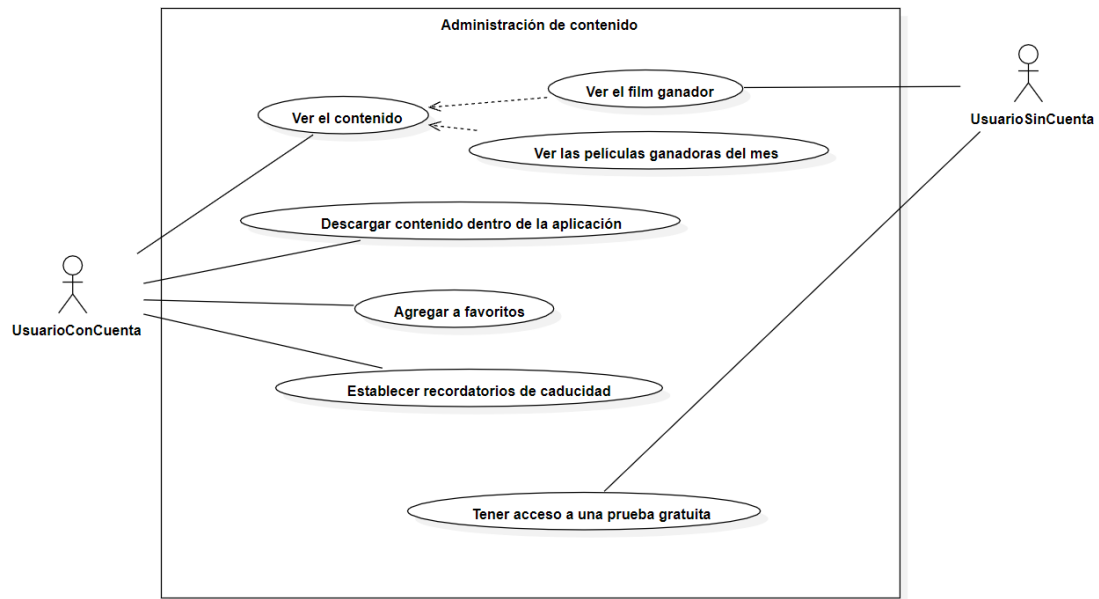 Administración de contenido
Ver el film ganador
UsuarioSinCuenta
Ver el contenido
Ver las películas ganadoras del mes
Descargar contenido dentro de la aplicación
UsuarioConCuenta
Agregar a favoritos
Establecer recordatorios de caducidad
Tener acceso a una prueba gratuita